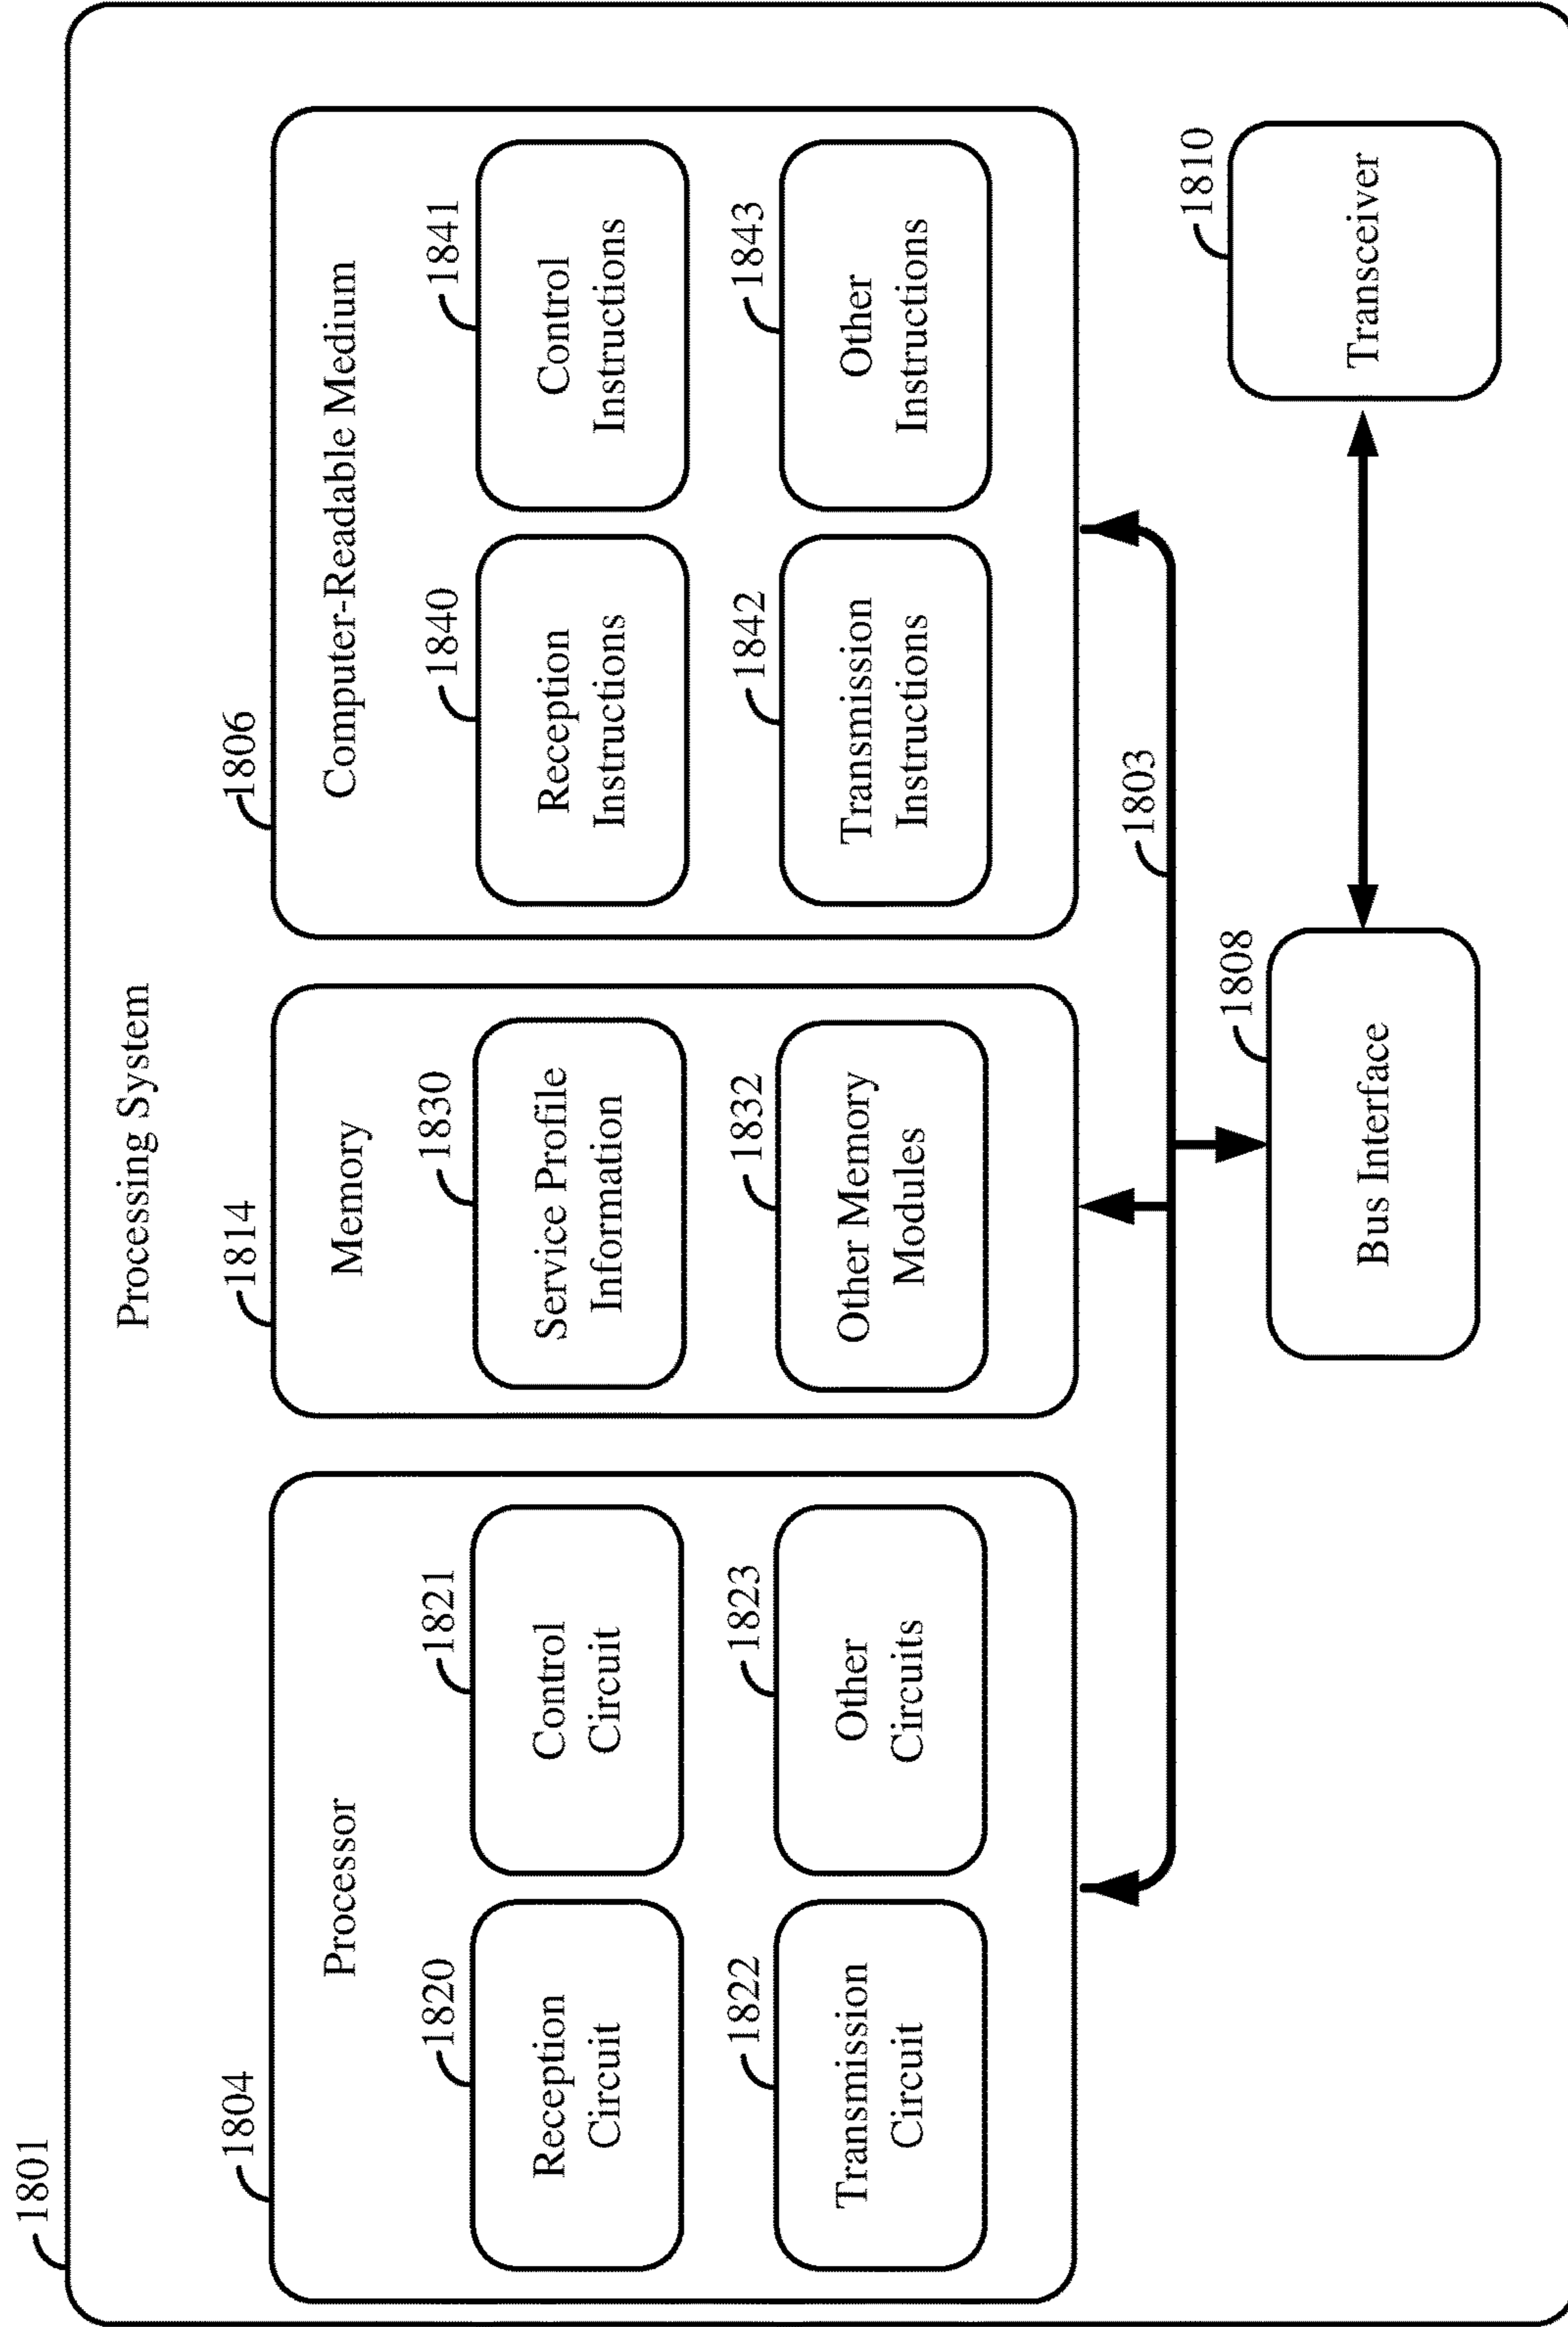 1801
Processing System
1804
Processor
1820
Reception
Circuit
1821
Control
Circuit
1822
Transmission
Circuit
1823
Other
Circuits
1814
Memory
1830
Service Profile
Information
1832
Other Memory
Modules
1806
Computer-Readable Medium
1840
Reception
Instructions
1841
Control
Instructions
1842
Transmission
Instructions
1843
Other
Instructions
1803
1808
Bus Interface
1810
Transceiver